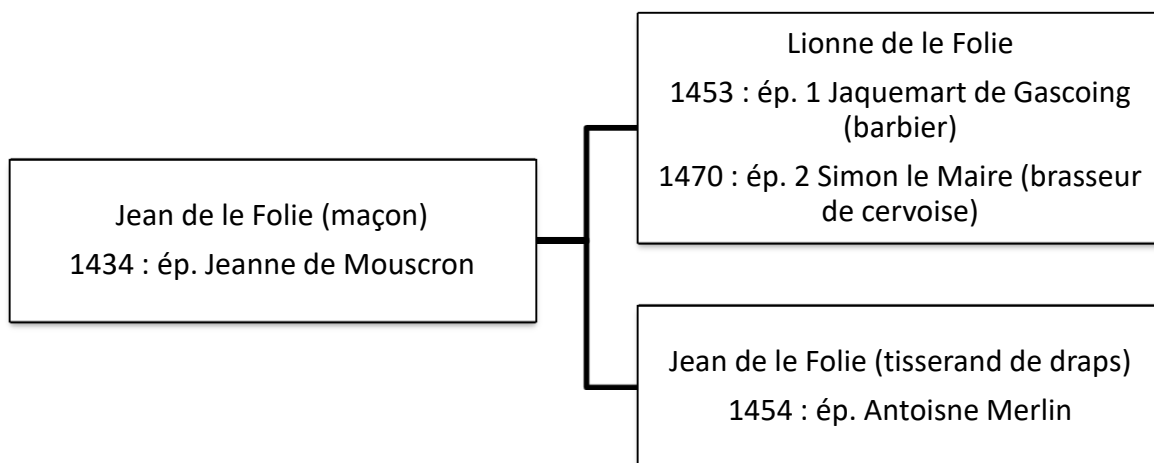 Jean de le Folie (maçon)
1434 : ép. Jeanne de Mouscron
Lionne de le Folie
1453 : ép. 1 Jaquemart de Gascoing
(barbier)
1470 : ép. 2 Simon le Maire (brasseur
de cervoise)
Jean de le Folie (tisserand de draps)
1454 : ép. Antoisne Merlin